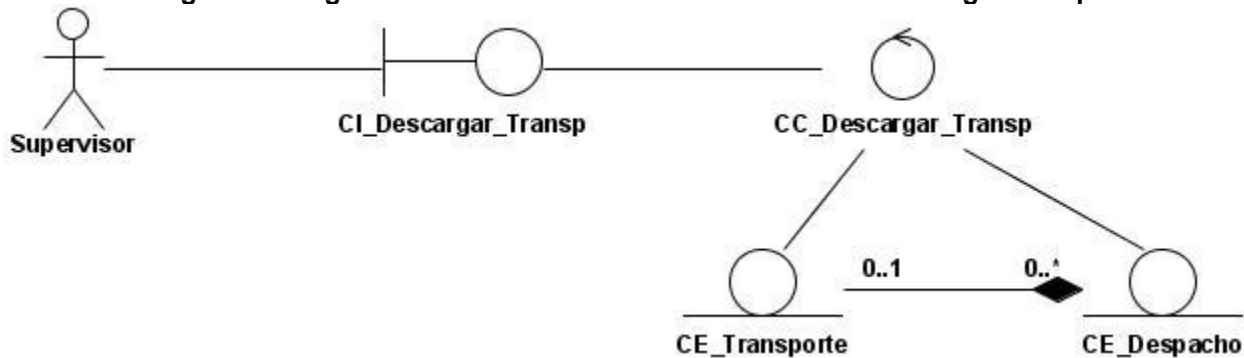 Supervisor
CI_Descargar_Transp
CC_Descargar_Transp
0..1
0..*
CE_Transporte
CE_Despacho